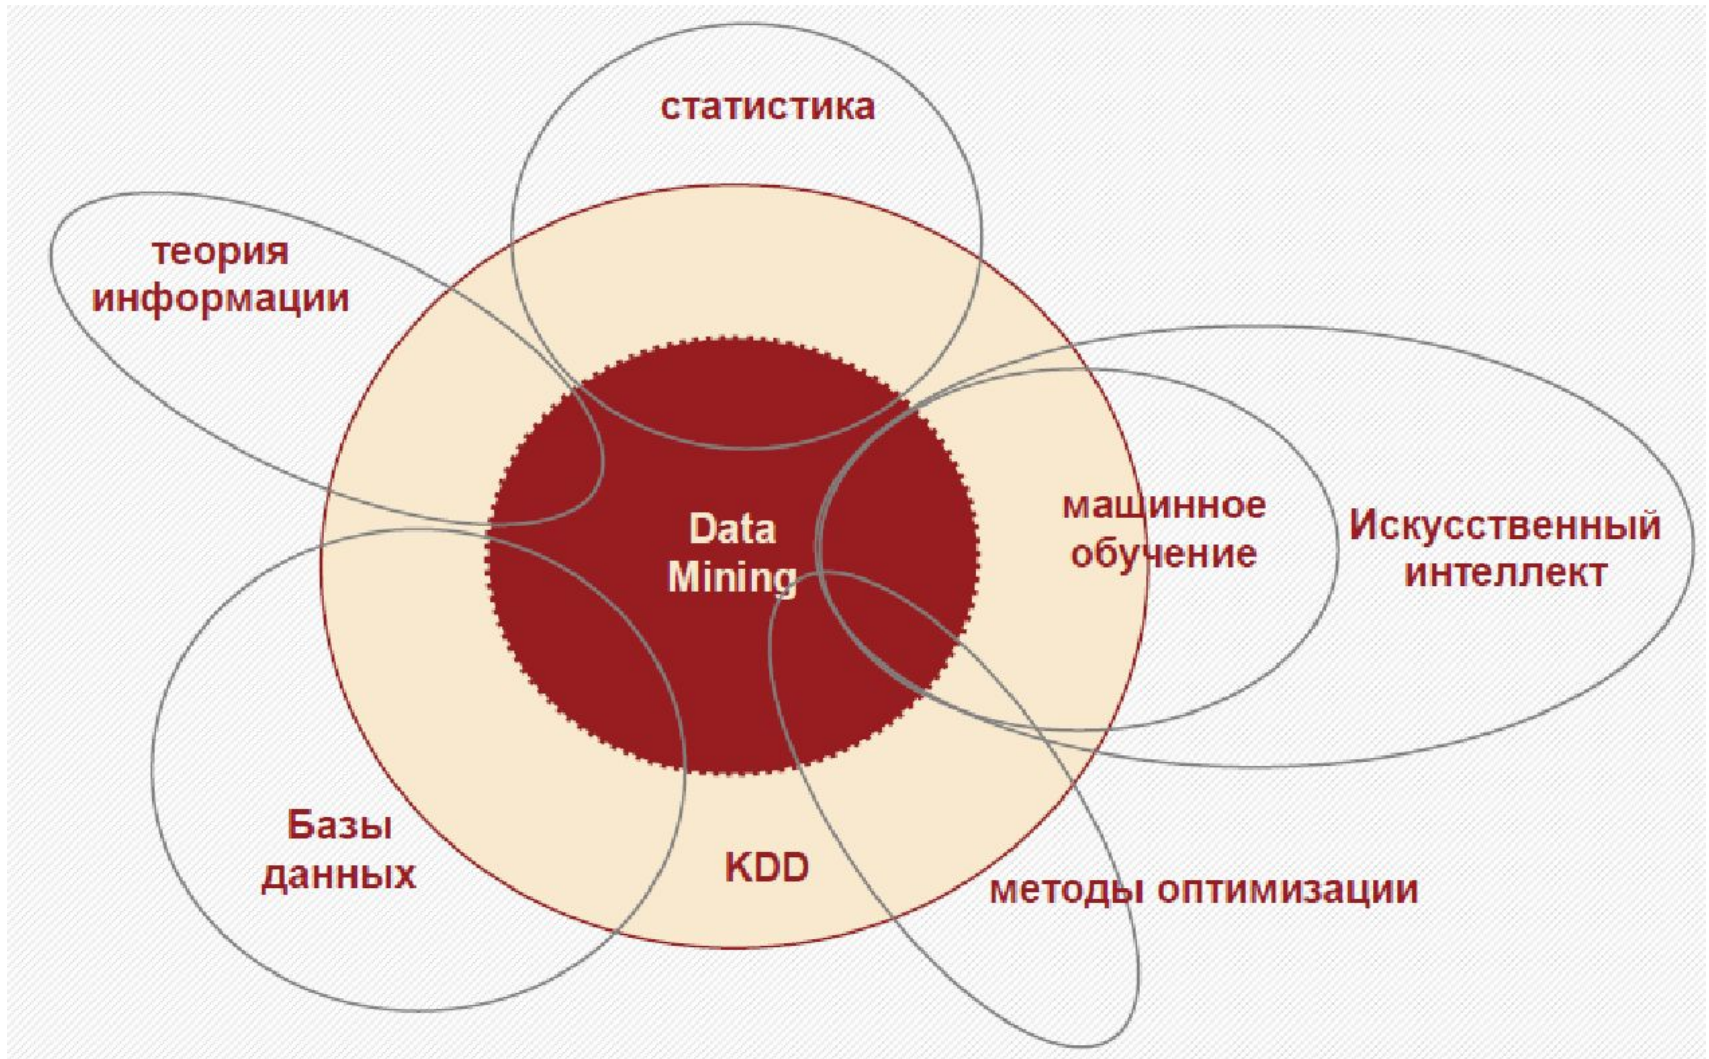 статистика
теория
информации
Data
Mining
машинное
обучение
Искусственный
интеллект
Базы
данных
KDD
методы оптимизации